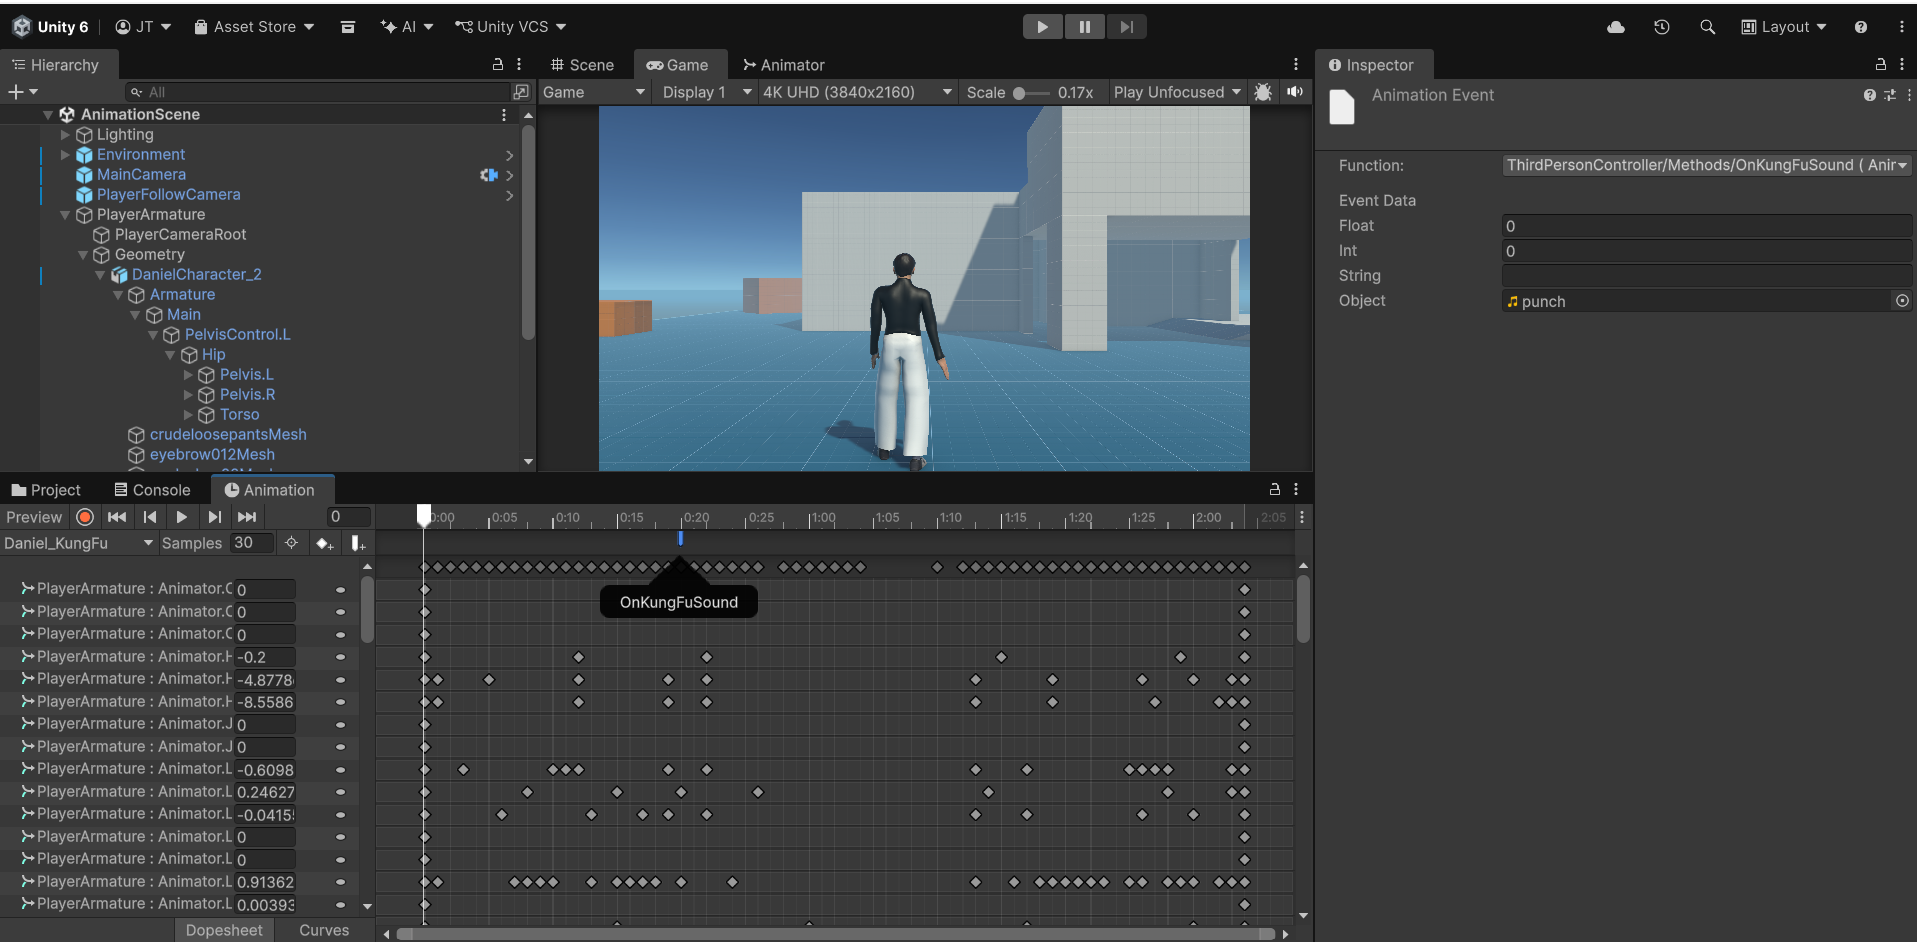 Unity 6 JT Asset Store AI Unity VCS Layout
Hierarchy
All
AnimationScene
Lighting
Environment
MainCamera
PlayerFollowCamera
PlayerArmature
PlayerCameraRoot
Geometry
DanielCharacter_2
Armature
Main
PelvisControl.L
Hip
Pelvis.L
Pelvis.R
Torso
crudeloosepantsMesh
eyebrow012Mesh
Scene Game Animator
Game Display 1 4K UHD (3840x2160) Scale 0.17x Play Unfocused
Inspector
Animation Event
Function: ThirdPersonController/Methods/OnKungFuSound ( Anir
Event Data
Float 0
Int 0
String
Object punch
Project Console Animation
Preview 0
0:00 0:05 0:10 0:15 0:20 0:25 1:00 1:05 1:10 1:15 1:20 1:25 2:00 2:05
Daniel_KungFu Samples 30
OnKungFuSound
PlayerArmature : Animator.C 0
PlayerArmature : Animator.C 0
PlayerArmature : Animator.C 0
PlayerArmature : Animator.H -0.2
PlayerArmature : Animator.H -4.8778
PlayerArmature : Animator.H -8.5586
PlayerArmature : Animator.J 0
PlayerArmature : Animator.J 0
PlayerArmature : Animator.L -0.6098
PlayerArmature : Animator.L 0.24627
PlayerArmature : Animator.L -0.0415
PlayerArmature : Animator.L 0
PlayerArmature : Animator.L 0
PlayerArmature : Animator.L 0.91362
PlayerArmature : Animator.L 0.00393
Dopesheet Curves